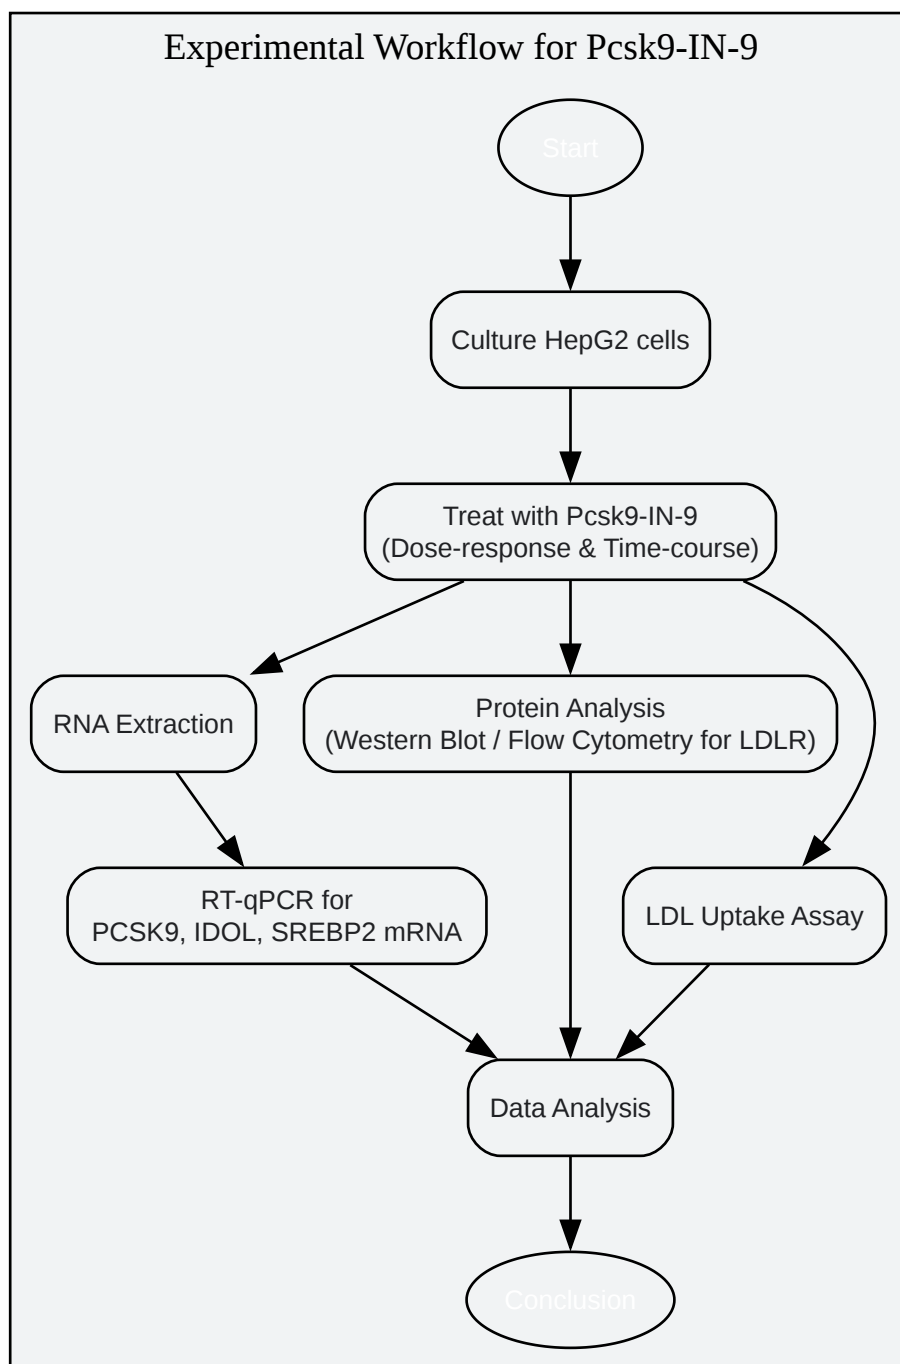 Experimental Workflow for Pcsk9-IN-9
Start
Culture HepG2 cells
Treat with Pcsk9-IN-9
(Dose-response & Time-course)
RNA Extraction
Protein Analysis
(Western Blot / Flow Cytometry for LDLR)
RT-qPCR for
PCSK9, IDOL, SREBP2 mRNA
LDL Uptake Assay
Data Analysis
Conclusion